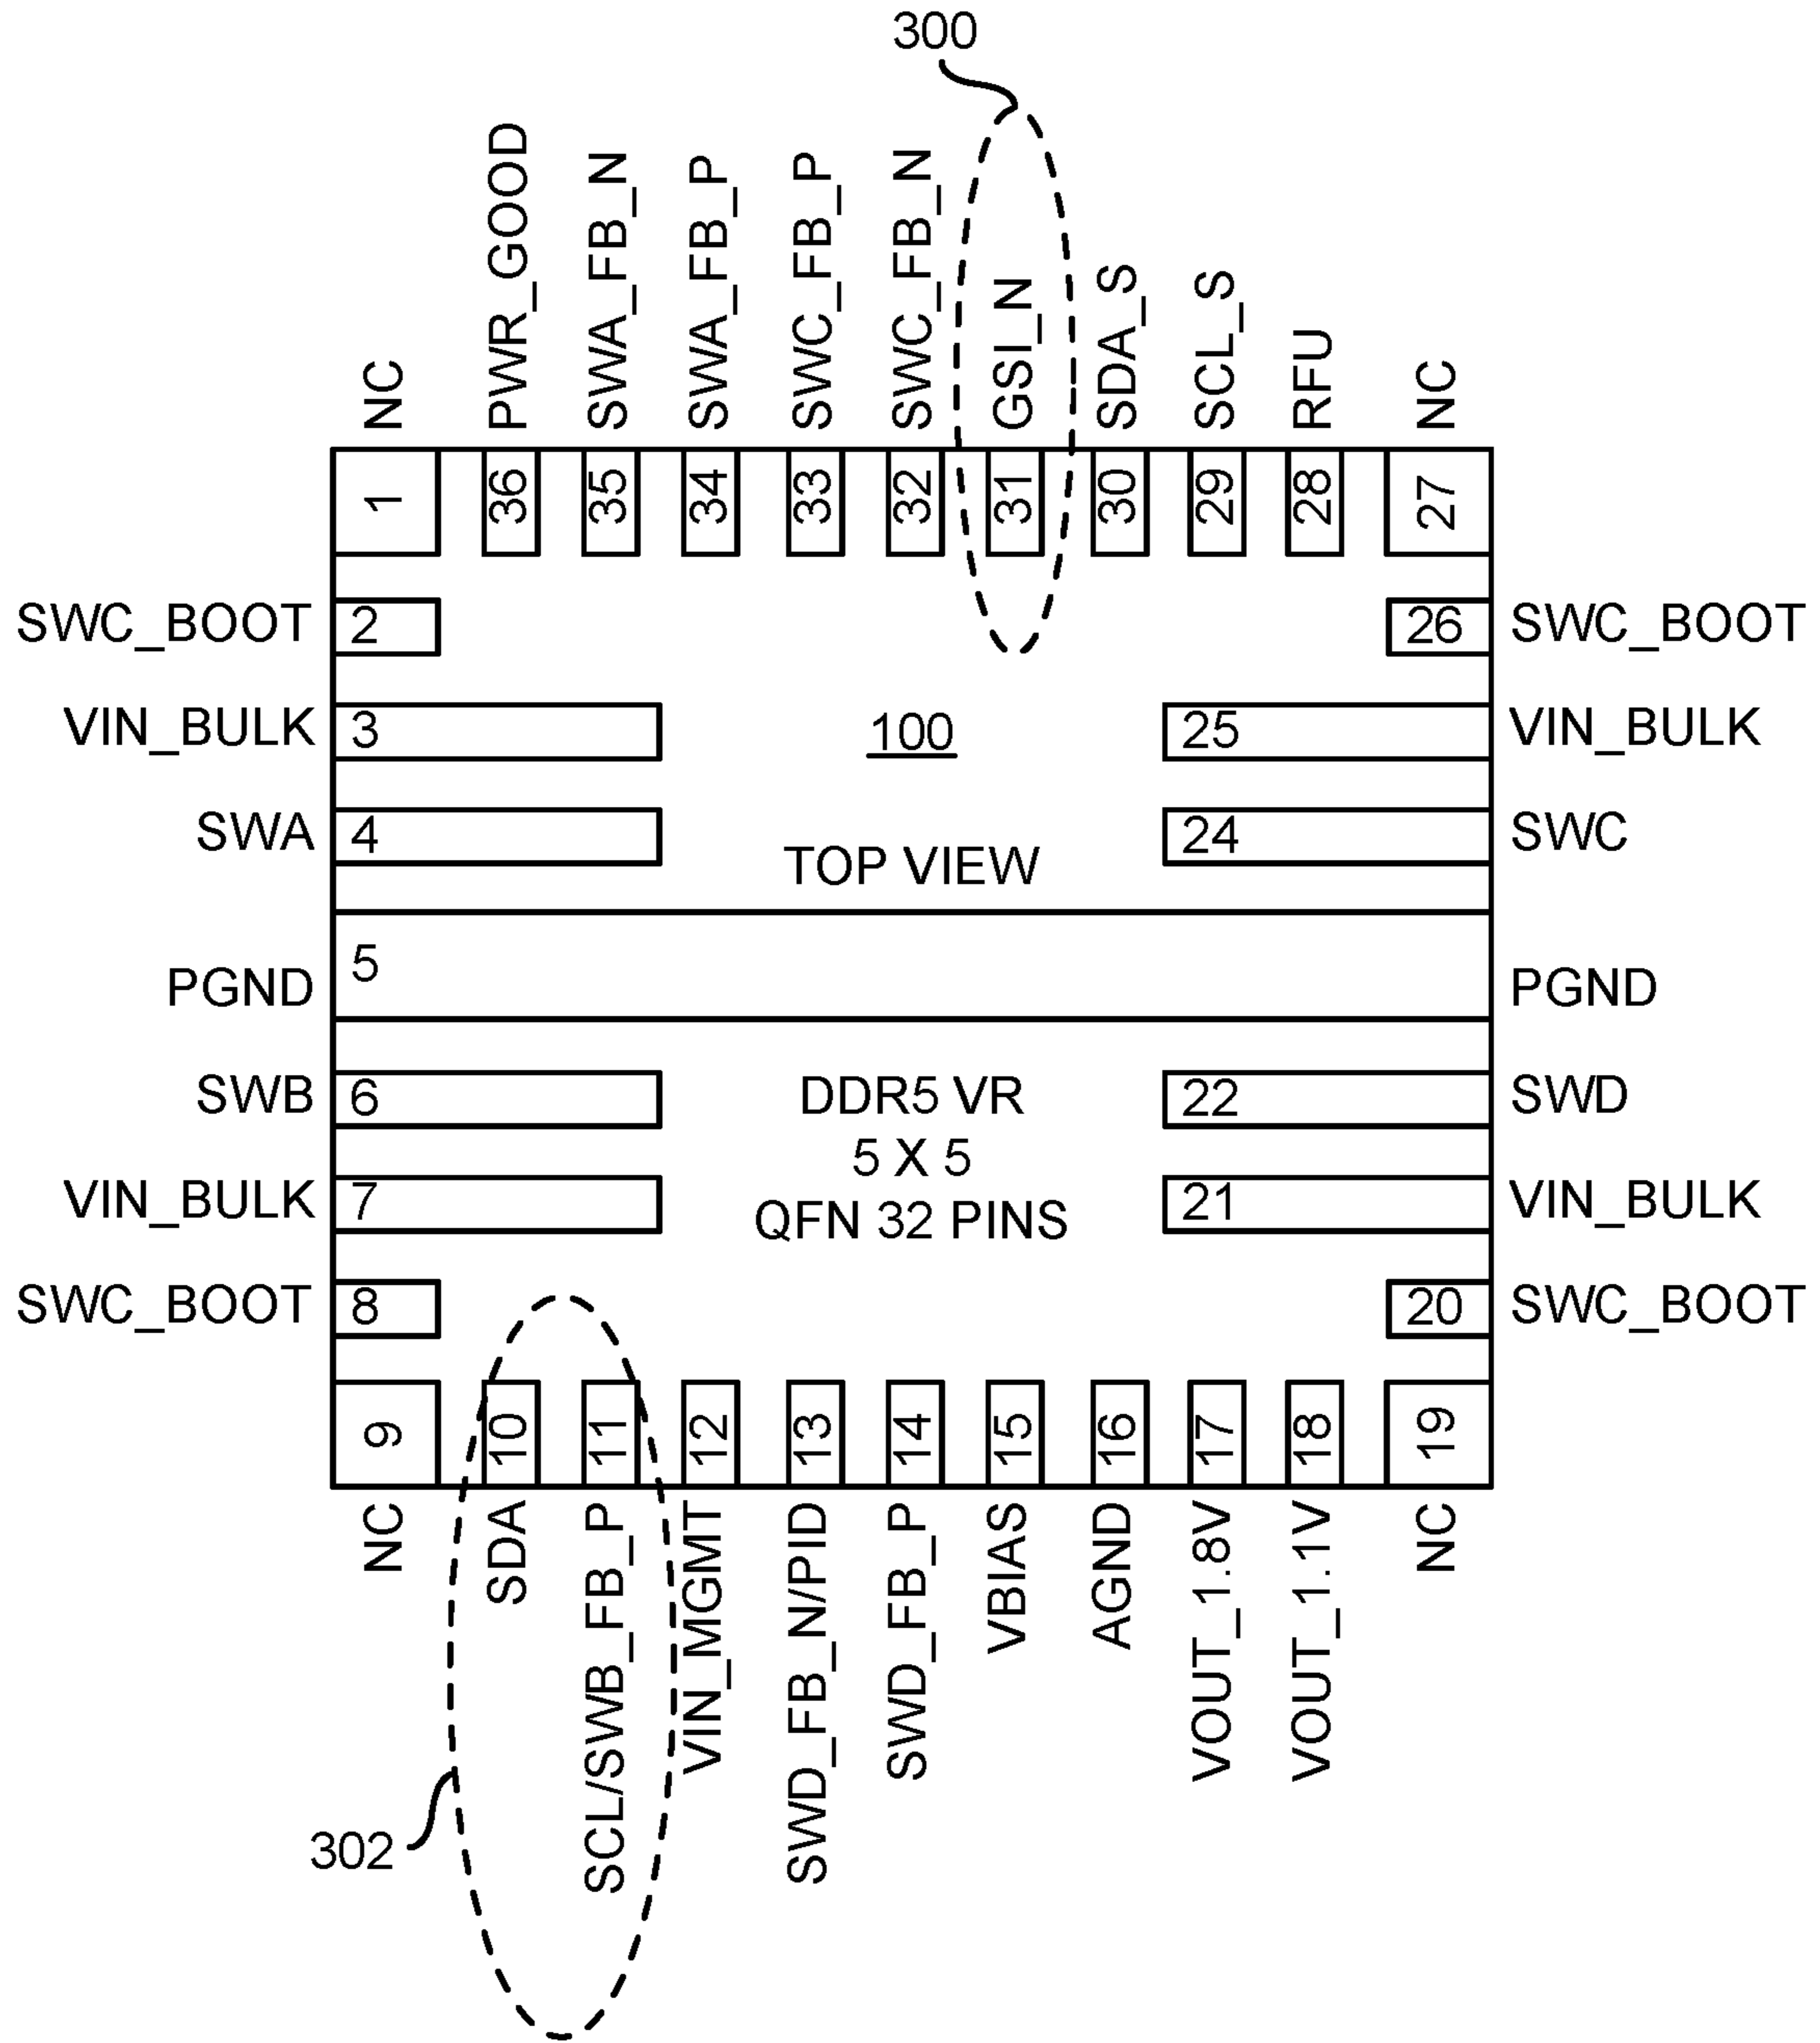 300
NC
PWR_GOOD
SWA_FB_N
SWA_FB_P
SWC_FB_P
SWC_FB_N
GSI_N
SDA_S
SCL_S
RFU
NC
1
36
35
34
33
32
31
30
29
28
27
SWC_BOOT 2
26 SWC_BOOT
VIN_BULK 3
100
25 VIN_BULK
SWA 4
24 SWC
TOP VIEW
PGND 5
PGND
SWB 6
DDR5 VR
22 SWD
5 X 5
VIN_BULK 7
QFN 32 PINS
21 VIN_BULK
SWC_BOOT 8
20 SWC_BOOT
9
10
11
12
13
14
15
16
17
18
19
NC
SDA
SCL/SWB_FB_P
VIN_MGMT
SWD_FB_N/PID
SWD_FB_P
VBIAS
AGND
VOUT_1.8V
VOUT_1.1V
NC
302